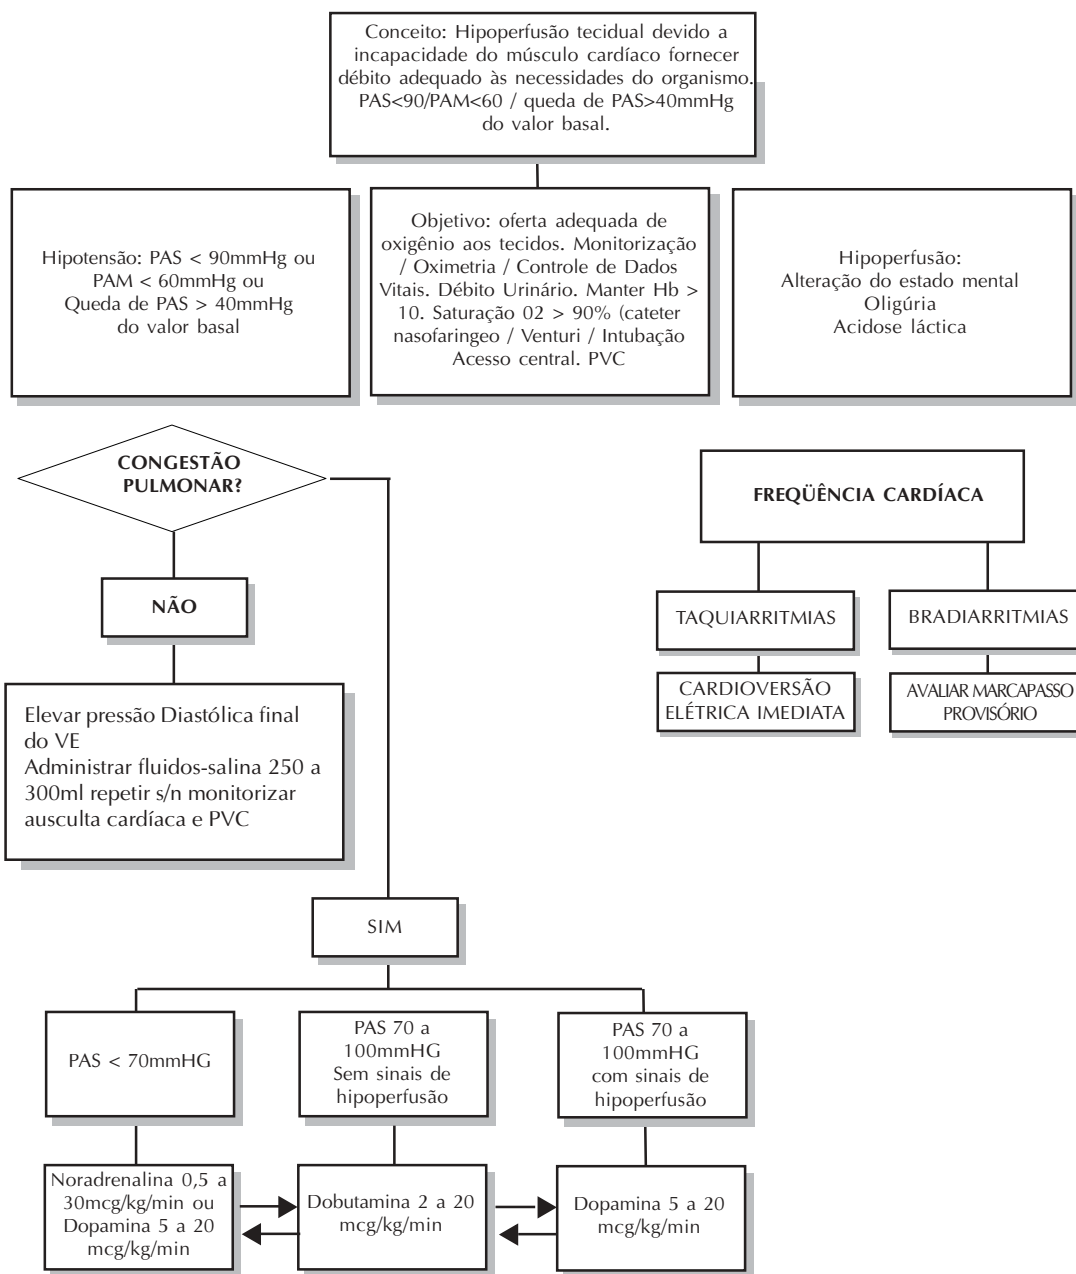 Conceito: Hipoperfusão tecidual devido a
incapacidade do músculo cardíaco fornecer
débito adequado às necessidades do organismo.
PAS<90/PAM<60 / queda de PAS>40mmHg
do valor basal.
Hipotensão: PAS < 90mmHg ou
PAM < 60mmHg ou
Queda de PAS > 40mmHg
do valor basal
Objetivo: oferta adequada de
oxigênio aos tecidos. Monitorização
/ Oximetria / Controle de Dados
Vitais. Débito Urinário. Manter Hb >
10. Saturação 02 > 90% (cateter
nasofaringeo / Venturi / Intubação
Acesso central. PVC
Hipoperfusão:
Alteração do estado mental
Oligúria
Acidose láctica
CONGESTÃO
PULMONAR?
NÃO
Elevar pressão Diastólica final
do VE
Administrar fluidos-salina 250 a
300ml repetir s/n monitorizar
ausculta cardíaca e PVC
FREQÜÊNCIA CARDÍACA
TAQUIARRITMIAS
CARDIOVERSÃO
ELÉTRICA IMEDIATA
BRADIARRITMIAS
AVALIAR MARCAPASSO
PROVISÓRIO
SIM
PAS < 70mmHG
PAS 70 a
100mmHG
Sem sinais de
hipoperfusão
PAS 70 a
100mmHG
com sinais de
hipoperfusão
Noradrenalina 0,5 a
30mcg/kg/min ou
Dopamina 5 a 20
mcg/kg/min
Dobutamina 2 a 20
mcg/kg/min
Dopamina 5 a 20
mcg/kg/min